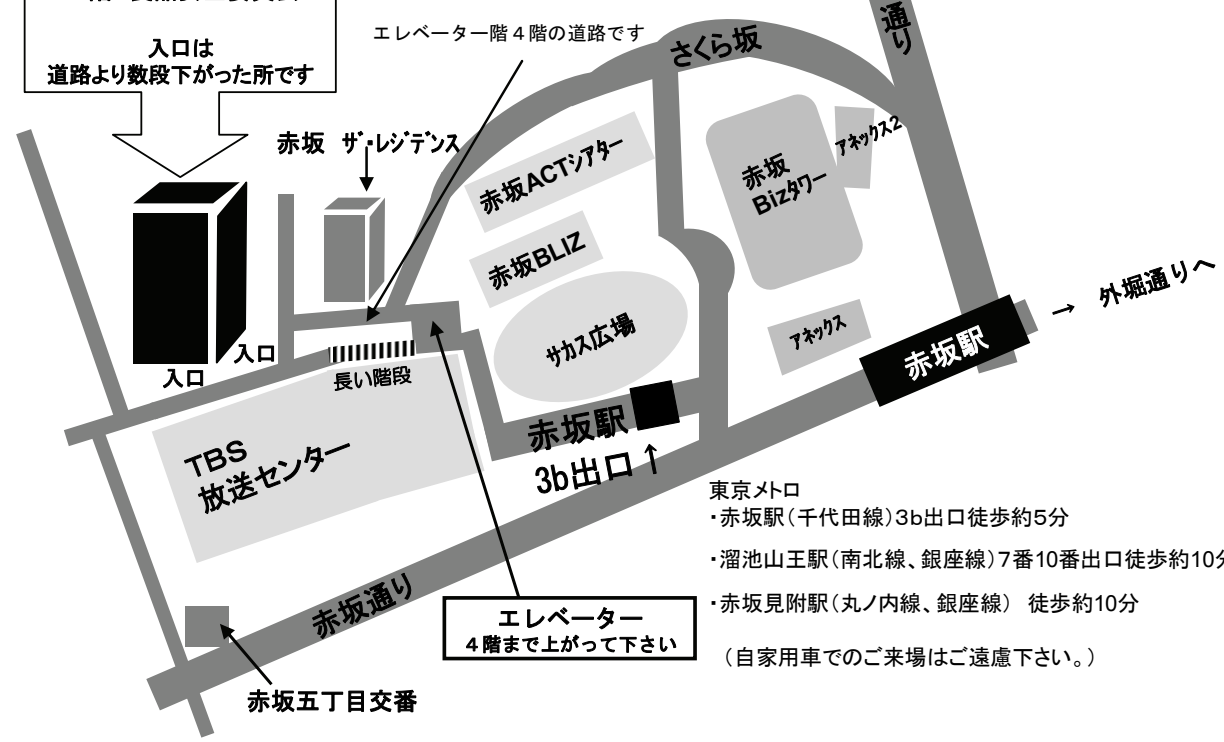 入口は
道路より数段下がった所です
エレベーター階４階の道路です
さくら坂
通り
赤坂 ザ・レジデンス
赤坂ACTシアター
赤坂BLIZ
サカス広場
赤坂
Bizタワー
アネックス2
アネックス
→ 外堀通りへ
赤坂駅
入口
入口
長い階段
TBS
放送センター
赤坂駅
3b出口↑
赤坂通り
エレベーター
４階まで上がって下さい
赤坂五丁目交番
東京メトロ
・赤坂駅（千代田線）3b出口徒歩約5分
・溜池山王駅（南北線、銀座線）7番10番出口徒歩約10分
・赤坂見附駅（丸ノ内線、銀座線）　徒歩約10分
（自家用車でのご来場はご遠慮下さい。）